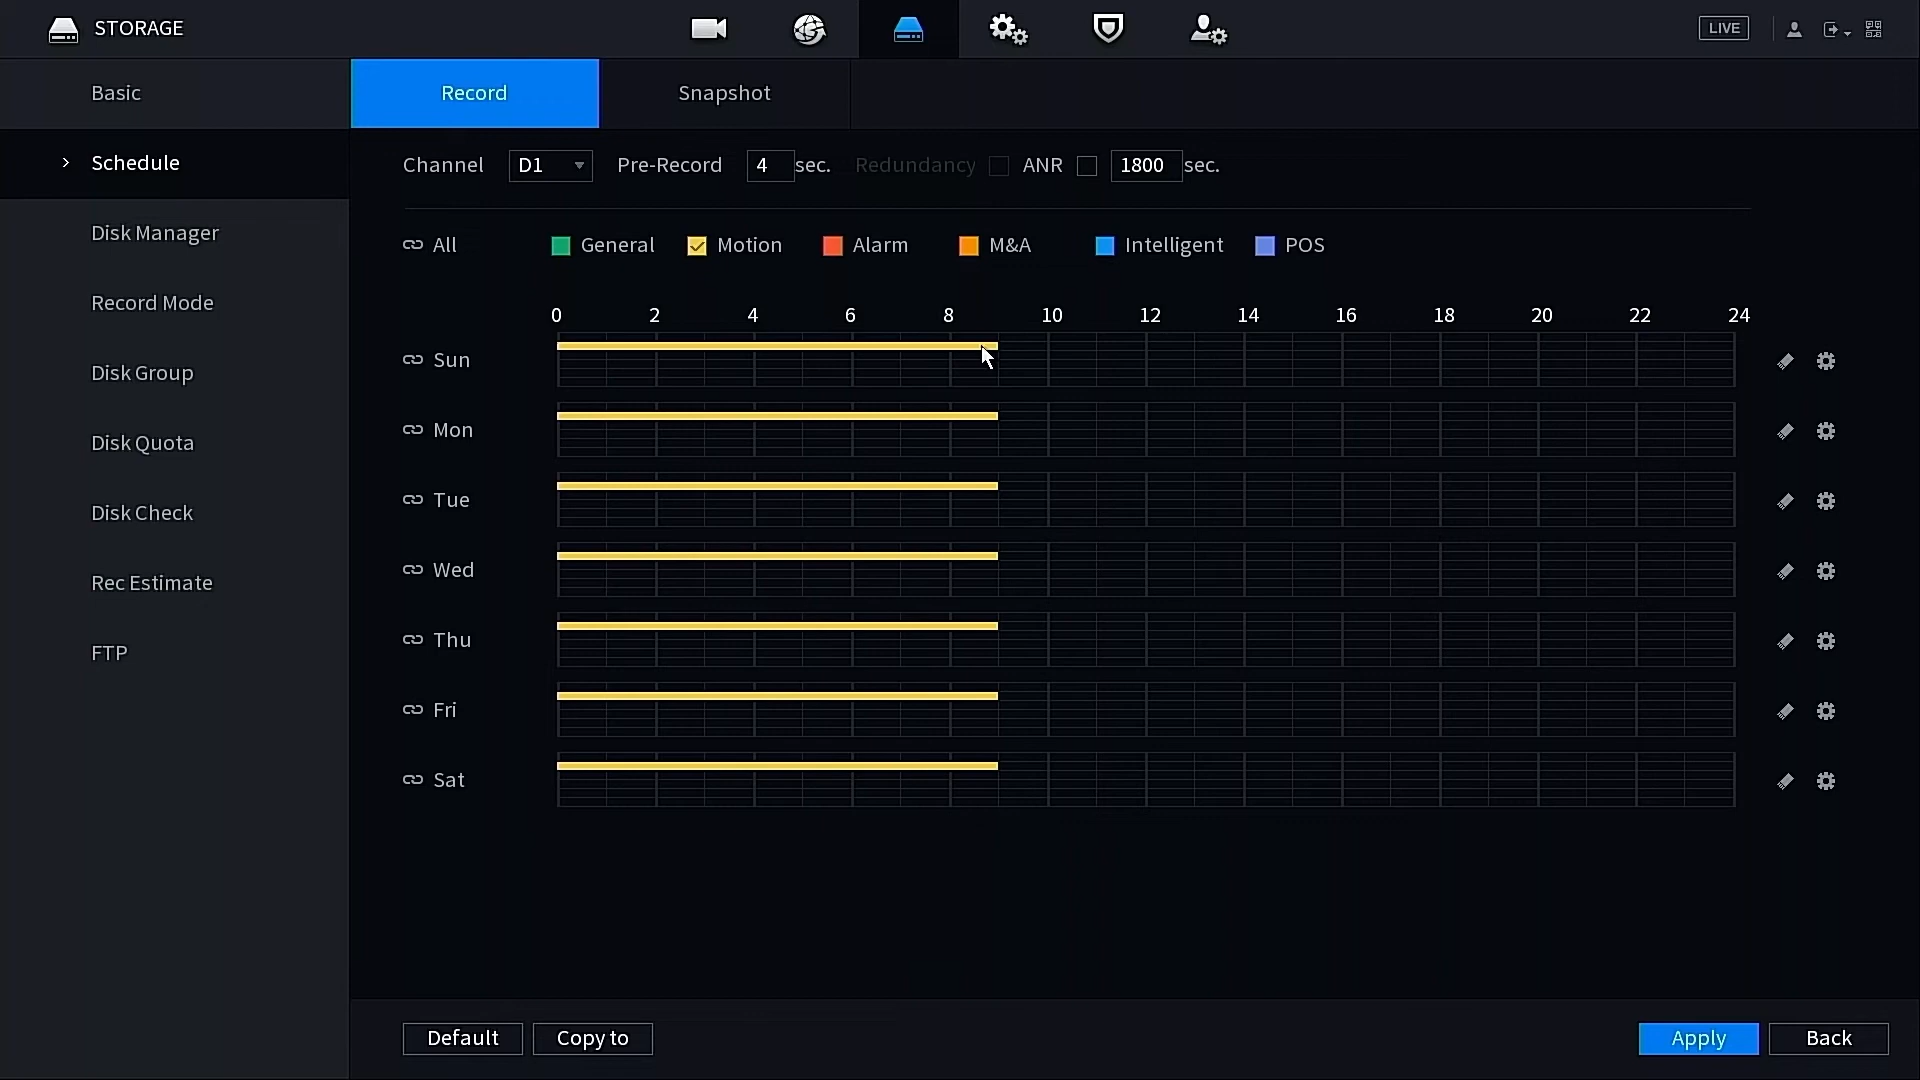 STORAGE
LIVE
Basic
Record
Snapshot
Schedule
Channel D1 Pre-Record 4 sec. Redundancy ANR 1800 sec.
Disk Manager
All General Motion Alarm M&A Intelligent POS
Record Mode
0 2 4 6 8 10 12 14 16 18 20 22 24
Sun
Disk Group
Mon
Disk Quota
Tue
Disk Check
Wed
Rec Estimate
Thu
FTP
Fri
Sat
Default Copy to Apply Back